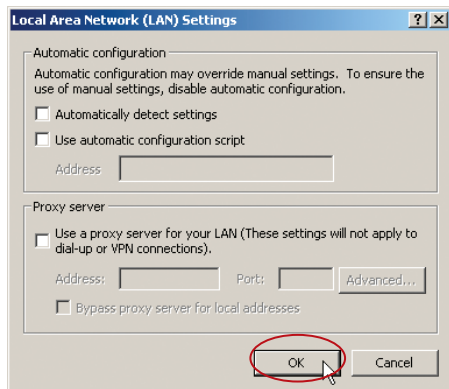 Local Area Network (LAN) Settings
Automatic configuration
Automatic configuration may override manual settings. To ensure the
use of manual settings, disable automatic configuration.
Automatically detect settings
Use automatic configuration script
Address
Proxy server
Use a proxy server for your LAN (These settings will not apply to
dial-up or VPN connections).
Address:
Port:
Advanced...
Bypass proxy server for local addresses
OK
Cancel